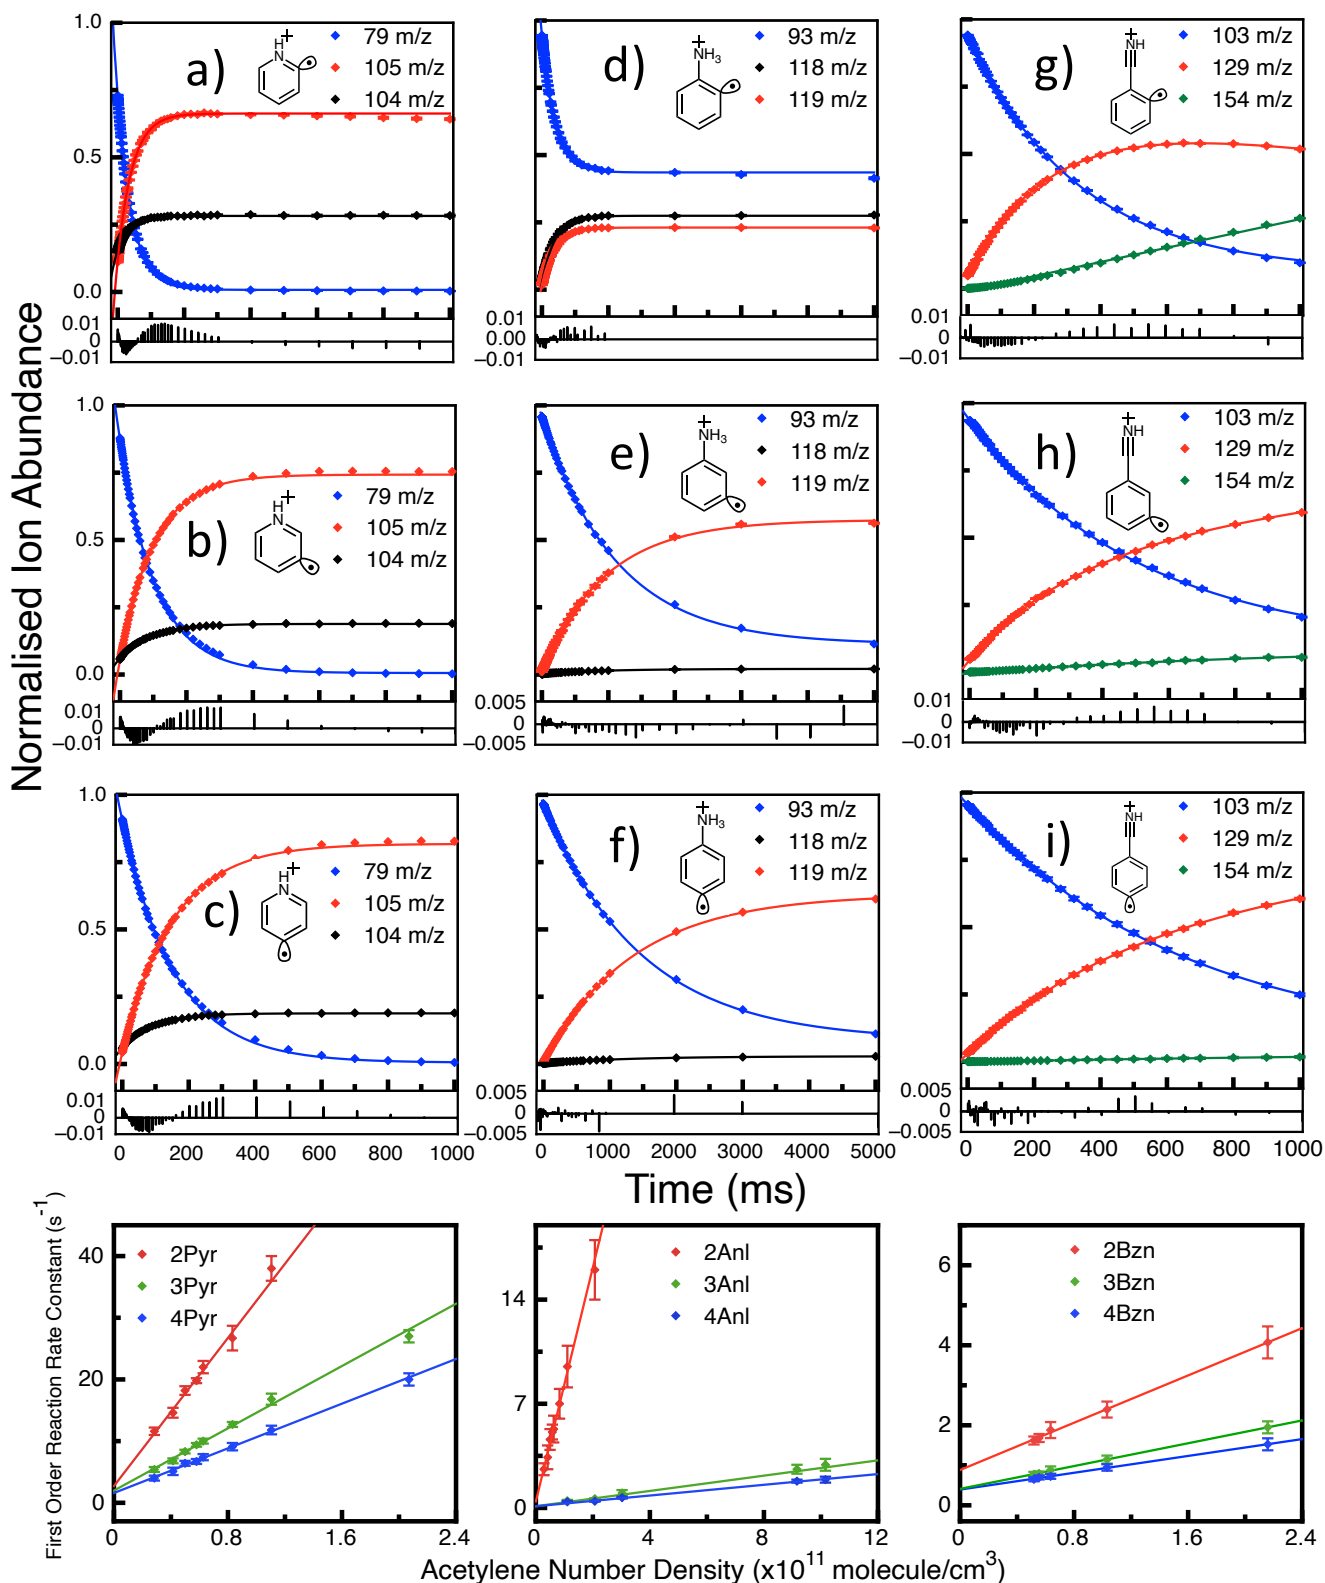 Normalised Ion Abundance
1.0
0.5
0.0
a)
H
+
N
79 m/z
105 m/z
104 m/z
0.01
0
−0.01
d)
+
NH3
93 m/z
118 m/z
119 m/z
0.01
0.00
−0.01
g)
+
NH
103 m/z
129 m/z
154 m/z
0.01
0
−0.01
1.0
0.5
0.0
b)
H
+
N
79 m/z
105 m/z
104 m/z
0.01
0
−0.01
e)
+
NH3
93 m/z
118 m/z
119 m/z
0.005
0
−0.005
h)
+
NH
103 m/z
129 m/z
154 m/z
0.01
0
−0.01
1.0
0.5
0.0
c)
H
+
N
79 m/z
105 m/z
104 m/z
0.01
0
−0.01
0 200 400 600 800 1000
f)
+
NH3
93 m/z
118 m/z
119 m/z
0.005
0
−0.005
0 1000 2000 3000 4000 5000
i)
+
NH
103 m/z
129 m/z
154 m/z
0.005
0
−0.005
0 200 400 600 800 1000
Time (ms)
First Order Reaction Rate Constant (s-1)
40
20
0
2Pyr
3Pyr
4Pyr
0 0.8 1.6 2.4
14
7
0
2Anl
3Anl
4Anl
0 4 8 12
6
4
2
0
2Bzn
3Bzn
4Bzn
0 0.8 1.6 2.4
Acetylene Number Density (x10^11 molecule/cm^3)